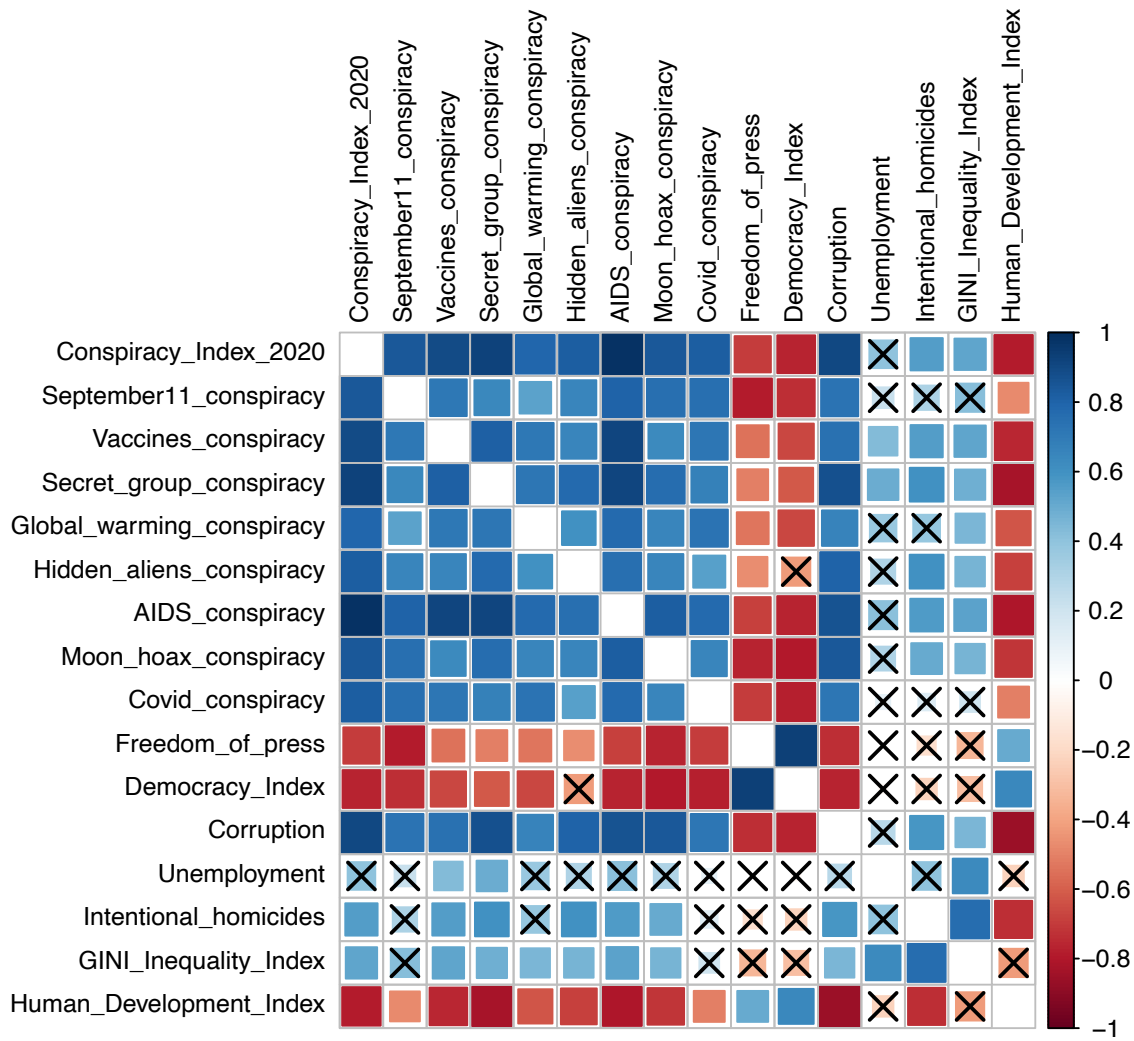 Conspiracy_Index_2020
September11_conspiracy
Vaccines_conspiracy
Secret_group_conspiracy
Global_warming_conspiracy
Hidden_aliens_conspiracy
AIDS_conspiracy
Moon_hoax_conspiracy
Covid_conspiracy
Freedom_of_press
Democracy_Index
Corruption
Unemployment
Intentional_homicides
GINI_Inequality_Index
Human_Development_Index
Conspiracy_Index_2020
September11_conspiracy
Vaccines_conspiracy
Secret_group_conspiracy
Global_warming_conspiracy
Hidden_aliens_conspiracy
AIDS_conspiracy
Moon_hoax_conspiracy
Covid_conspiracy
Freedom_of_press
Democracy_Index
Corruption
Unemployment
Intentional_homicides
GINI_Inequality_Index
Human_Development_Index
1
0.8
0.6
0.4
0.2
0
−0.2
−0.4
−0.6
−0.8
−1